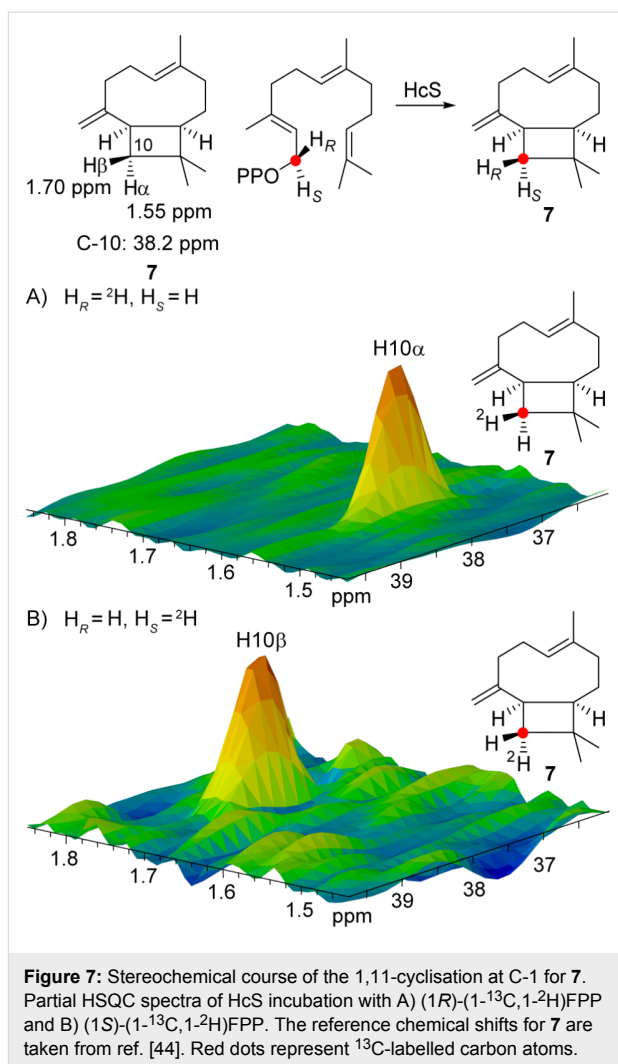 HcS
H H
10
Hβ
Hα
1.70 ppm
1.55 ppm
C-10: 38.2 ppm
7
H_R
PPO
H_S
H H
H_R
H_S
7
A) H_R = ²H, H_S = H
H10α
H H
²H
H
7
1.8 1.7 1.6 1.5 ppm 39 38 37
B) H_R = H, H_S = ²H
H10β
H H
H
²H
7
1.8 1.7 1.6 1.5 ppm 39 38 37
Figure 7: Stereochemical course of the 1,11-cyclisation at C-1 for 7.
Partial HSQC spectra of HcS incubation with A) (1R)-(1-¹³C,1-²H)FPP
and B) (1S)-(1-¹³C,1-²H)FPP. The reference chemical shifts for 7 are
taken from ref. [44]. Red dots represent ¹³C-labelled carbon atoms.